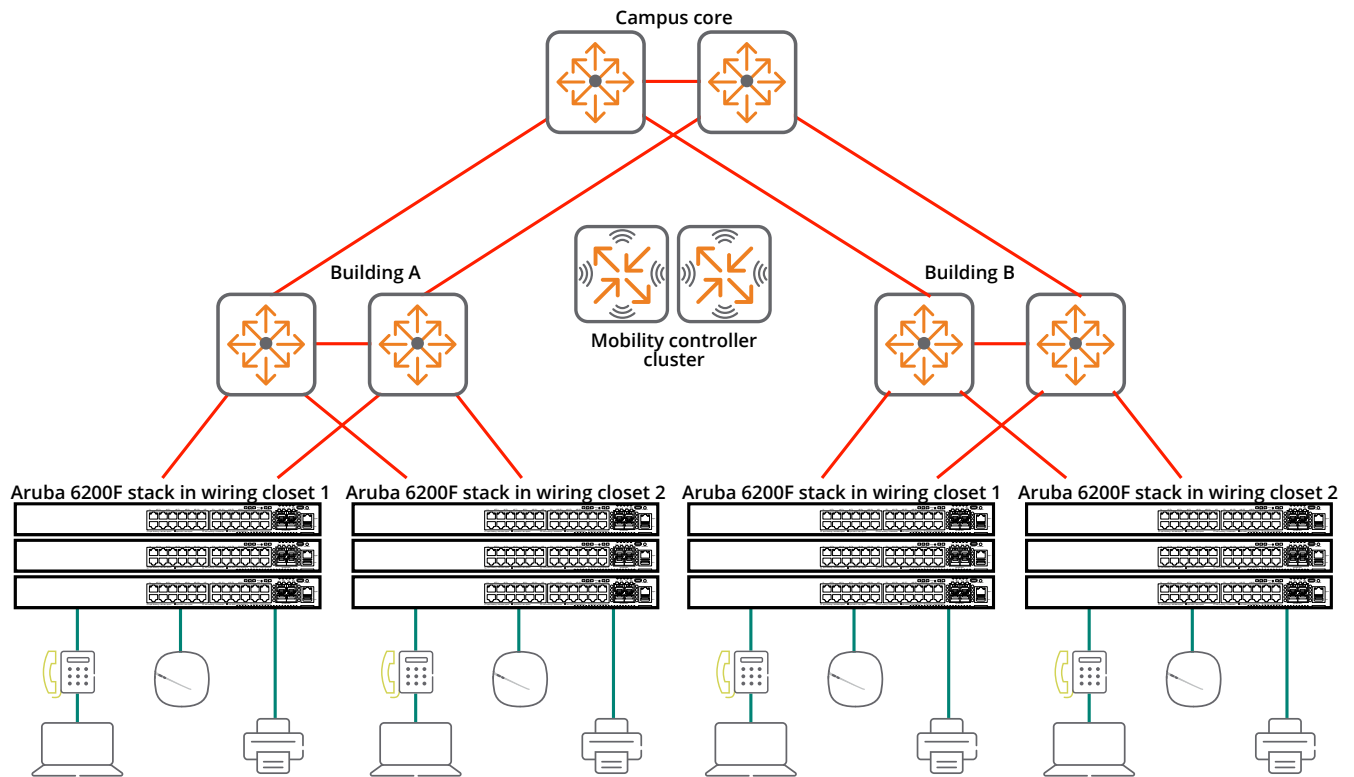 Campus core
Building A
Building B
Mobility controller
cluster
Aruba 6200F stack in wiring closet 1
Aruba 6200F stack in wiring closet 2
Aruba 6200F stack in wiring closet 1
Aruba 6200F stack in wiring closet 2